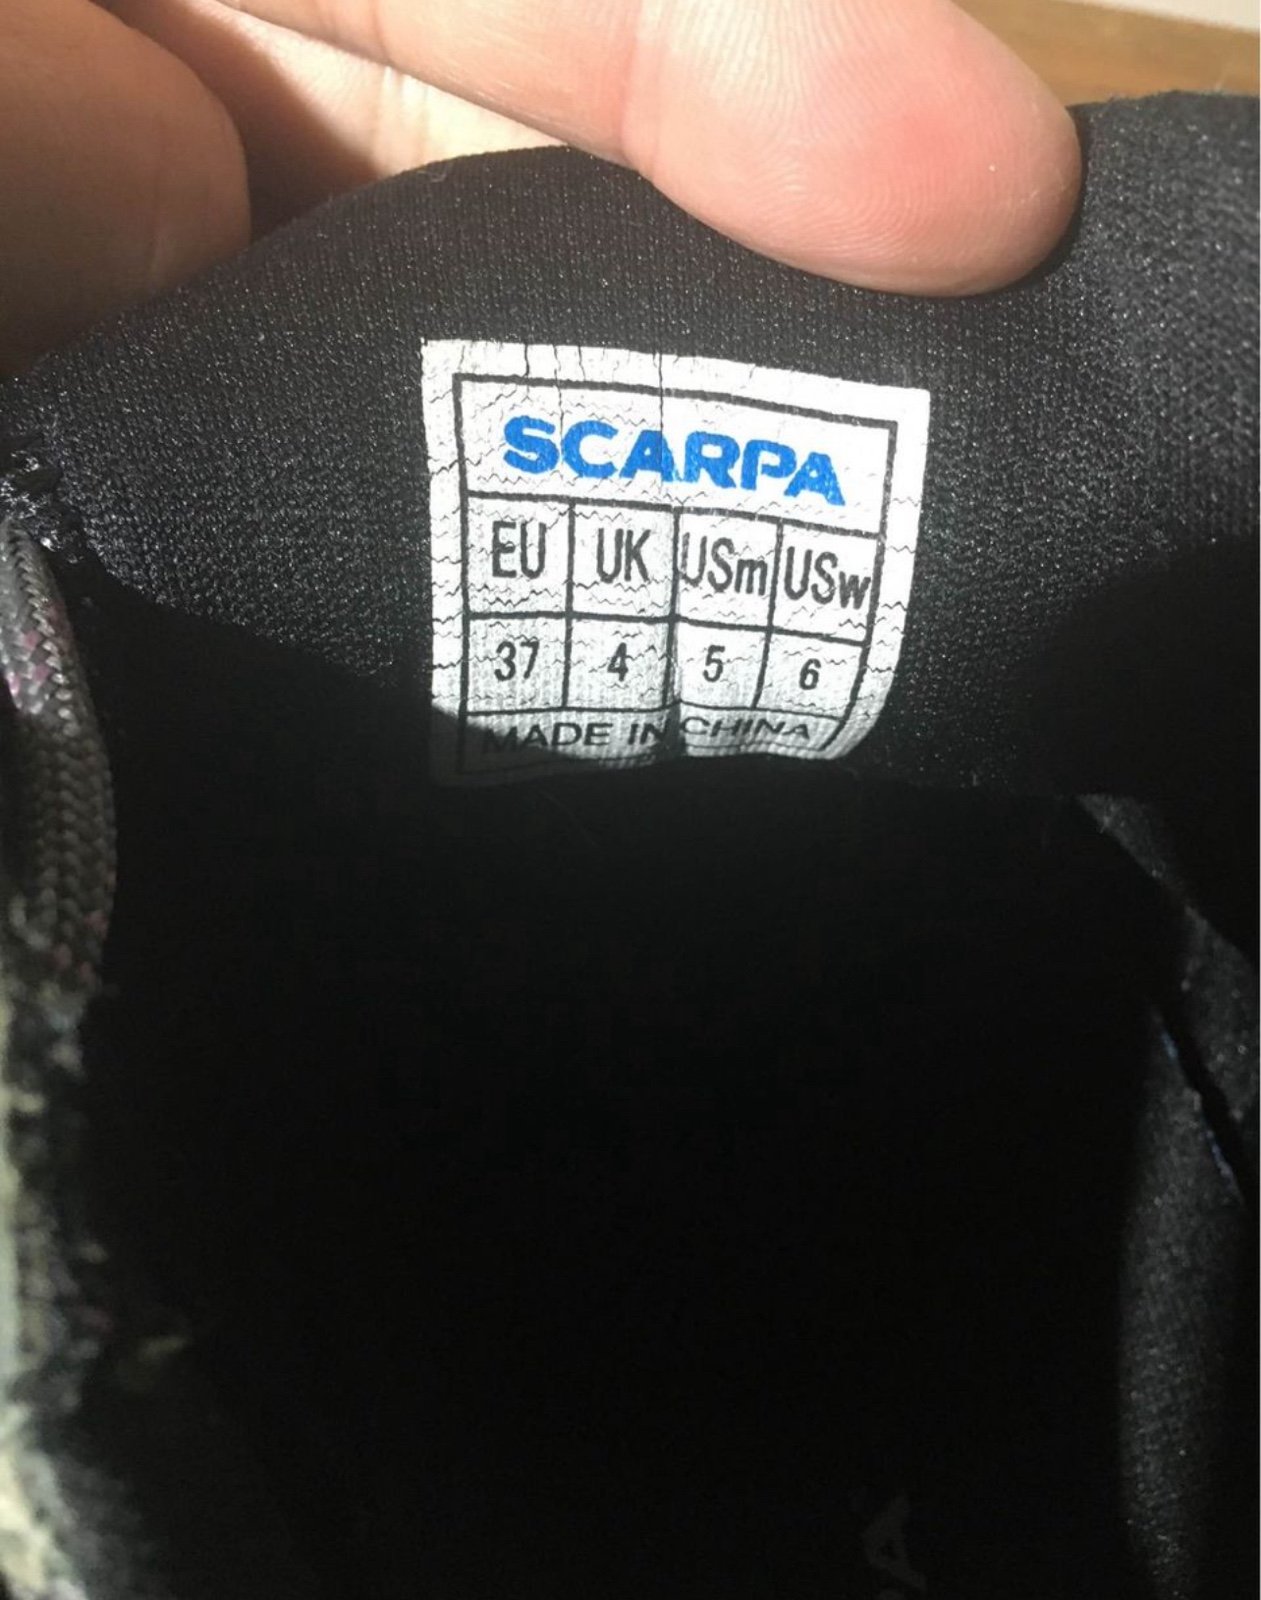 SCARPA
EU UK USm USw
37 4 5 6
MADE IN CHINA